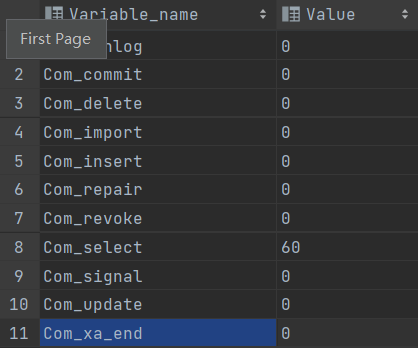 Variable_name Value
First Page
nlog 0
2 Com_commit 0
3 Com_delete 0
4 Com_import 0
5 Com_insert 0
6 Com_repair 0
7 Com_revoke 0
8 Com_select 60
9 Com_signal 0
10 Com_update 0
11 Com_xa_end 0